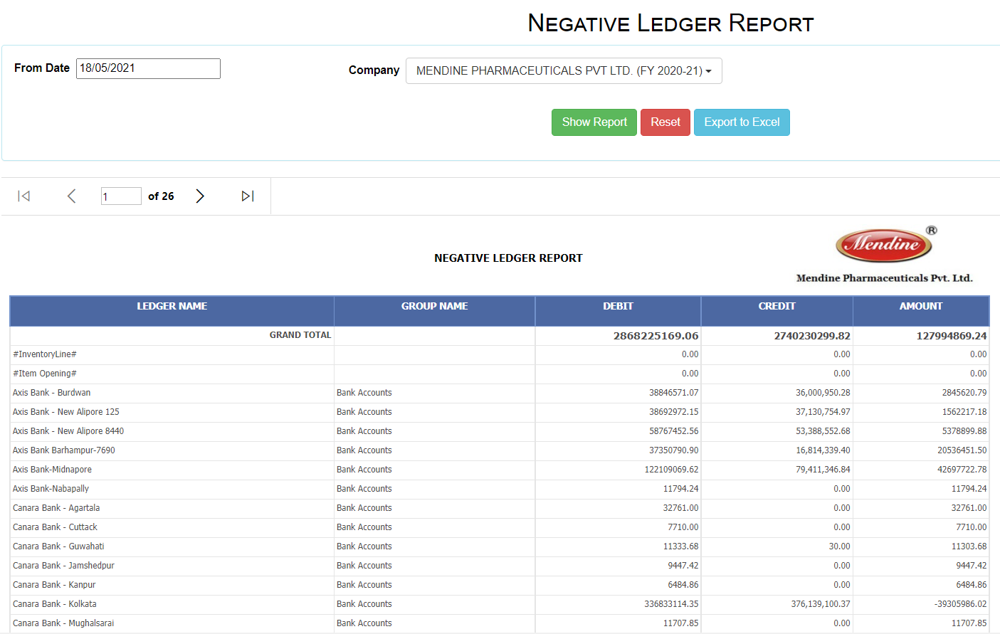 NEGATIVE LEDGER REPORT
From Date 18/05/2021 Company MENDINE PHARMACEUTICALS PVT LTD. (FY 2020-21)
Show Report Reset Export to Excel
1 of 26
Mendine ®
NEGATIVE LEDGER REPORT
Mendine Pharmaceuticals Pvt. Ltd.
LEDGER NAME GROUP NAME DEBIT CREDIT AMOUNT
GRAND TOTAL 2868225169.06 2740230299.82 127994869.24
#InventoryLine# 0.00 0.00 0.00
#Item Opening# 0.00 0.00 0.00
Axis Bank - Burdwan Bank Accounts 38846571.07 36,000,950.28 2845620.79
Axis Bank - New Alipore 125 Bank Accounts 38692972.15 37,130,754.97 1562217.18
Axis Bank - New Alipore 8440 Bank Accounts 58767452.56 53,388,552.68 5378899.88
Axis Bank Barhampur-7690 Bank Accounts 37350790.90 16,814,339.40 20536451.50
Axis Bank-Midnapore Bank Accounts 122109069.62 79,411,346.84 42697722.78
Axis Bank-Nabapally Bank Accounts 11794.24 0.00 11794.24
Canara Bank - Agartala Bank Accounts 32761.00 0.00 32761.00
Canara Bank - Cuttack Bank Accounts 7710.00 0.00 7710.00
Canara Bank - Guwahati Bank Accounts 11333.68 30.00 11303.68
Canara Bank - Jamshedpur Bank Accounts 9447.42 0.00 9447.42
Canara Bank - Kanpur Bank Accounts 6484.86 0.00 6484.86
Canara Bank - Kolkata Bank Accounts 336833114.35 376,139,100.37 -39305986.02
Canara Bank - Mughalsarai Bank Accounts 11707.85 0.00 11707.85